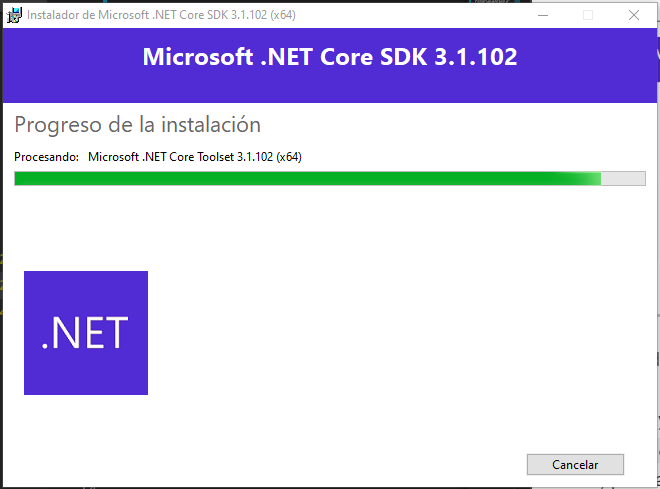 Instalador de Microsoft .NET Core SDK 3.1.102 (x64)
Microsoft .NET Core SDK 3.1.102
Progreso de la instalación
Procesando: Microsoft .NET Core Toolset 3.1.102 (x64)
.NET
Cancelar